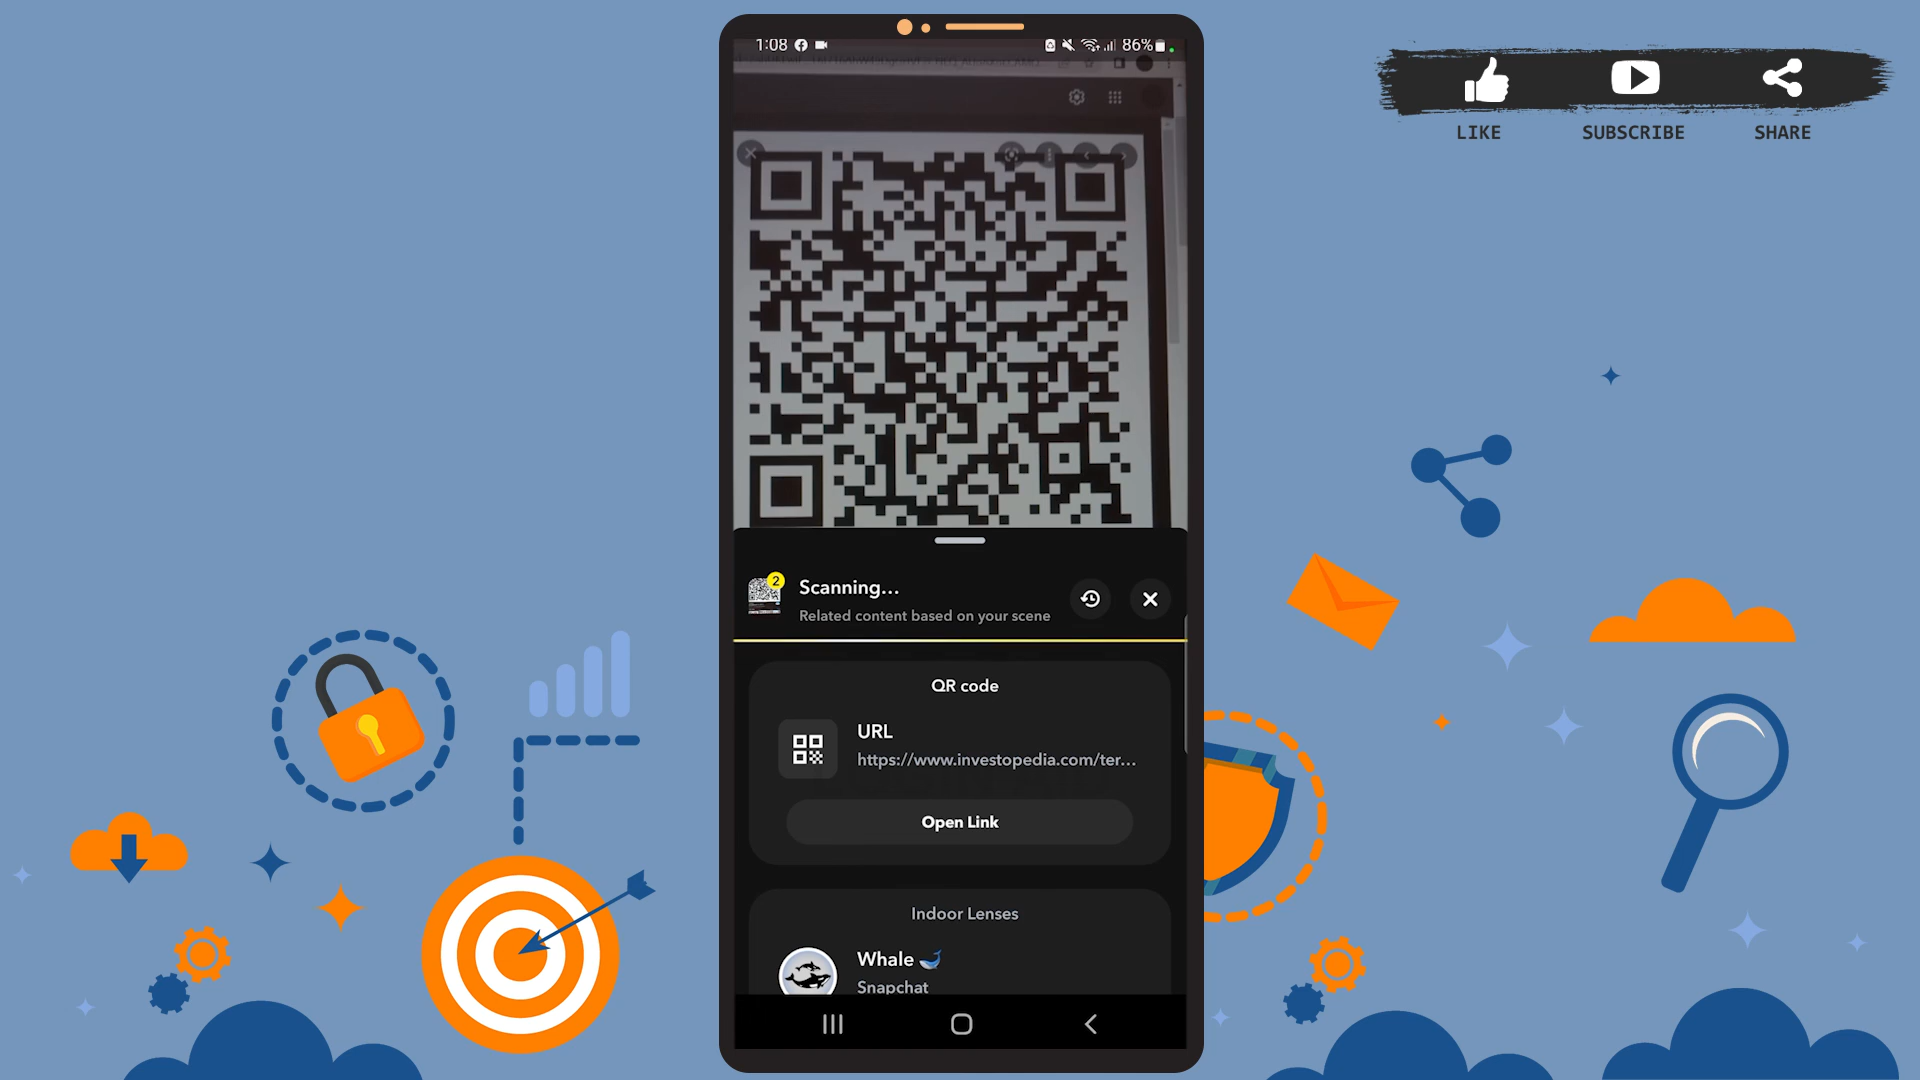 LIKE
SUBSCRIBE
SHARE
1:08
86%
2
Scanning...
Related content based on your scene
QR code
URL
https://www.investopedia.com/ter...
Open Link
Indoor Lenses
Whale 🐋
Snapchat